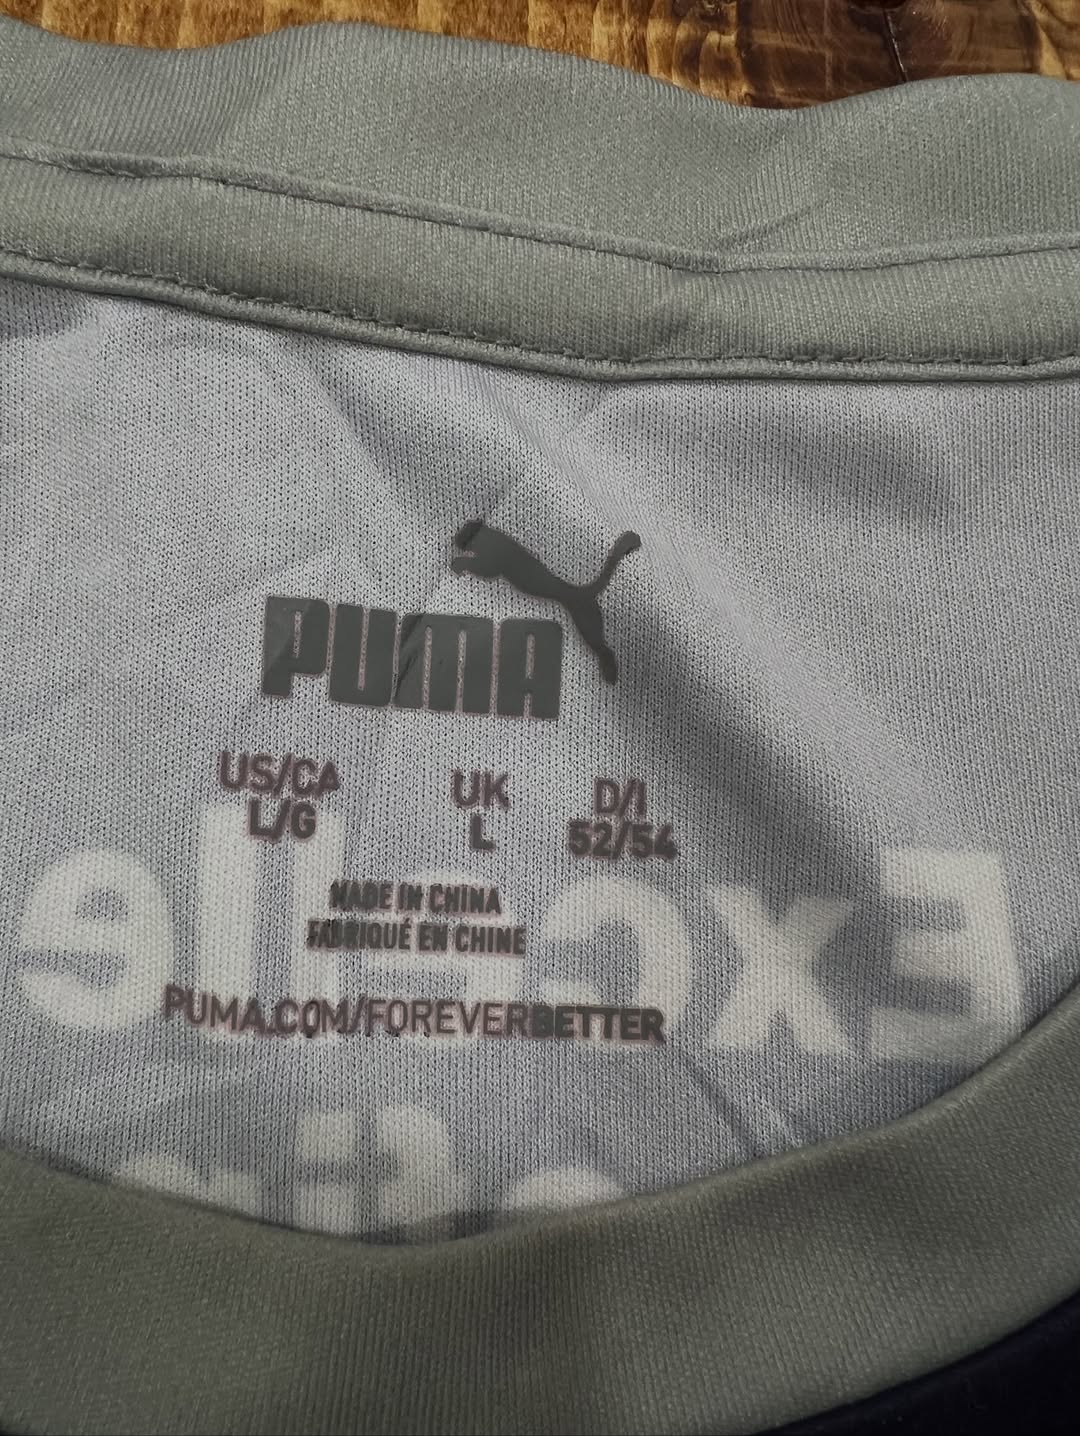 PUMA
US/CA UK D/I
L/G L 52/54
MADE IN CHINA
FABRIQUÉ EN CHINE
PUMA.COM/FOREVERBETTER